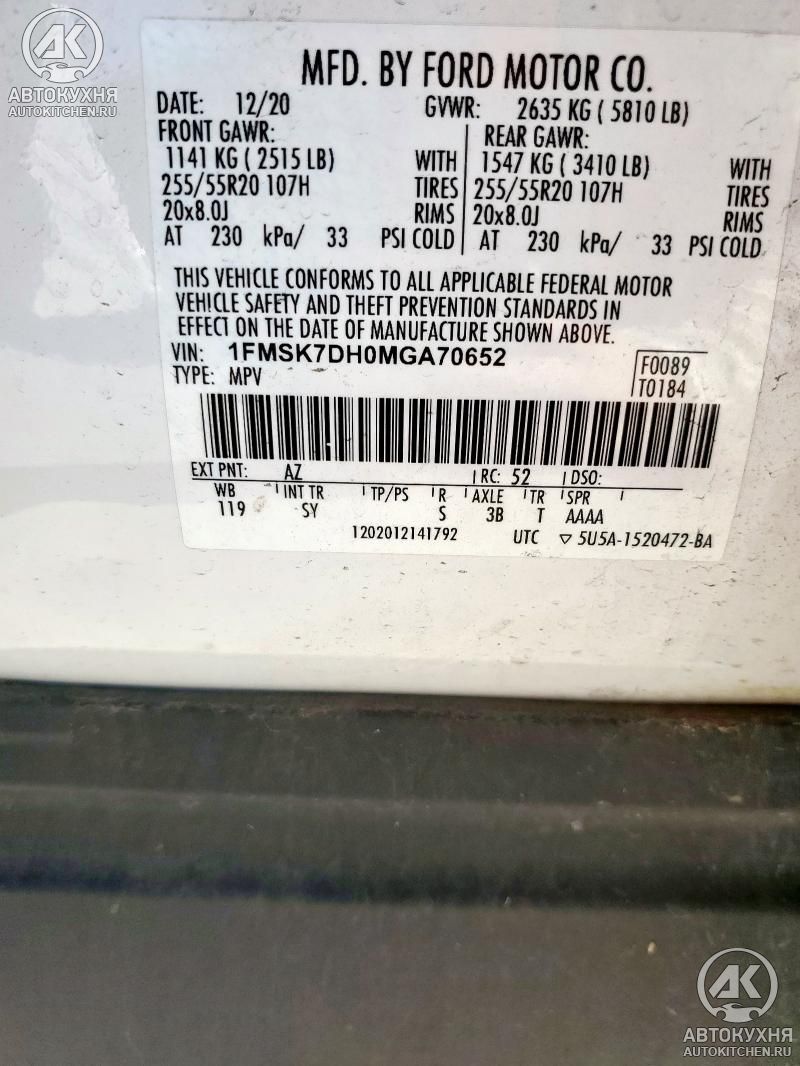 AK
АВТОКУХНЯ
AUTOKITCHEN.RU
MFD. BY FORD MOTOR CO.
DATE: 12/20 GVWR: 2635 KG ( 5810 LB)
FRONT GAWR: REAR GAWR:
1141 KG ( 2515 LB) WITH 1547 KG ( 3410 LB) WITH
255/55R20 107H TIRES 255/55R20 107H TIRES
20x8.0J RIMS 20x8.0J RIMS
AT 230 kPa/ 33 PSI COLD AT 230 kPa/ 33 PSI COLD
THIS VEHICLE CONFORMS TO ALL APPLICABLE FEDERAL MOTOR
VEHICLE SAFETY AND THEFT PREVENTION STANDARDS IN
EFFECT ON THE DATE OF MANUFACTURE SHOWN ABOVE.
VIN: 1FMSK7DH0MGA70652
TYPE: MPV
F0089
T0184
EXT PNT: AZ RC: 52 DSO:
WB INT TR TP/PS R AXLE TR SPR
119 SY S 3B T AAAA
1202012141792 UTC ▽ 5U5A-1520472-BA
AK
АВТОКУХНЯ
AUTOKITCHEN.RU